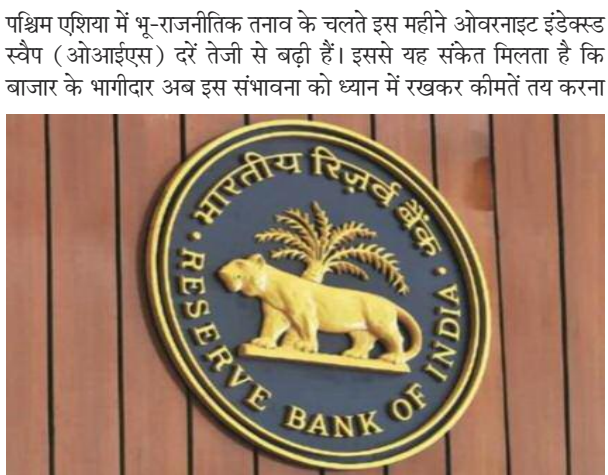 पश्चिम एशिया में भू-राजनीतिक तनाव के चलते इस महीने ओवरनाइट इंडेक्स्ड
स्वैप (ओआईएस) दरें तेजी से बढ़ी हैं। इससे यह संकेत मिलता है कि
बाजार के भागीदार अब इस संभावना को ध्यान में रखकर कीमतें तय करना
भारतीय रिज़र्व बैंक
RESERVE BANK OF INDIA